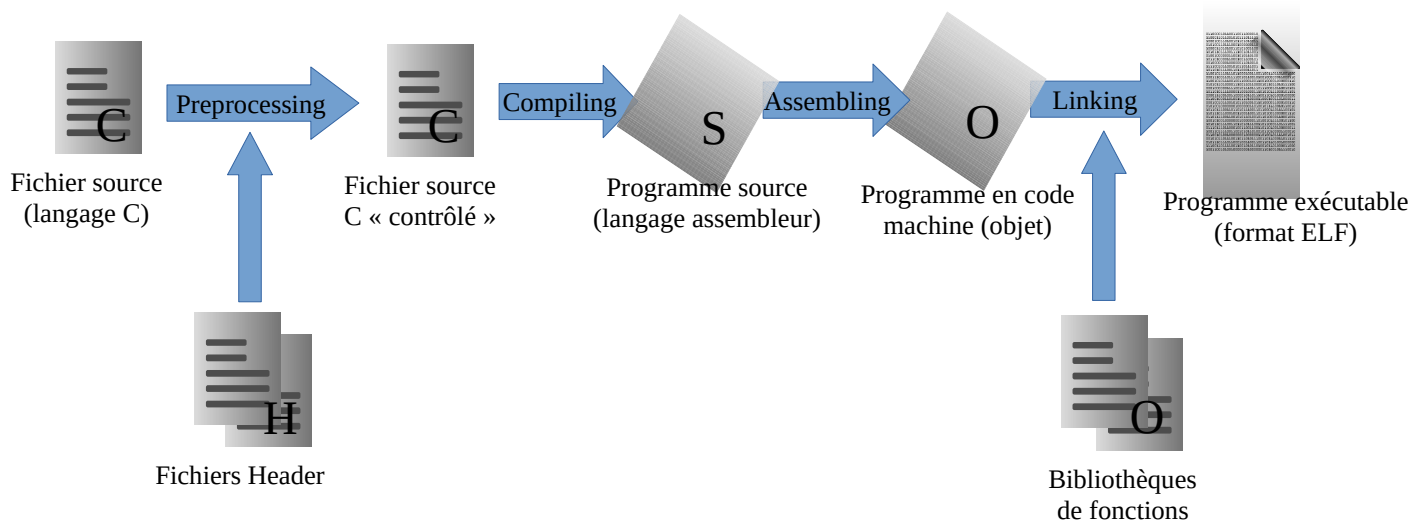 C
Preprocessing
C
Compiling
S
Assembling
O
Linking
Fichier source
(langage C)
Fichier source
C « contrôlé »
Programme source
(langage assembleur)
Programme en code
machine (objet)
Programme exécutable
(format ELF)
H
Fichiers Header
O
Bibliothèques
de fonctions